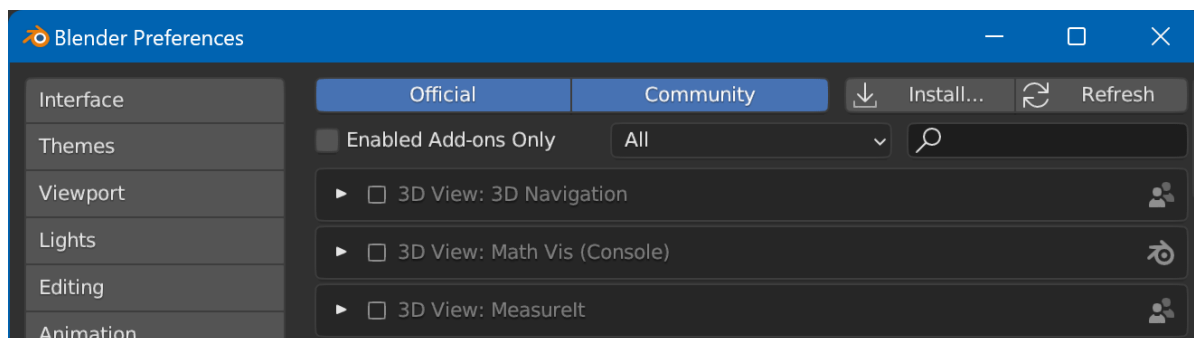 Blender Preferences
Interface
Themes
Viewport
Lights
Editing
Animation
Official Community Install... Refresh
Enabled Add-ons Only All
3D View: 3D Navigation
3D View: Math Vis (Console)
3D View: MeasureIt